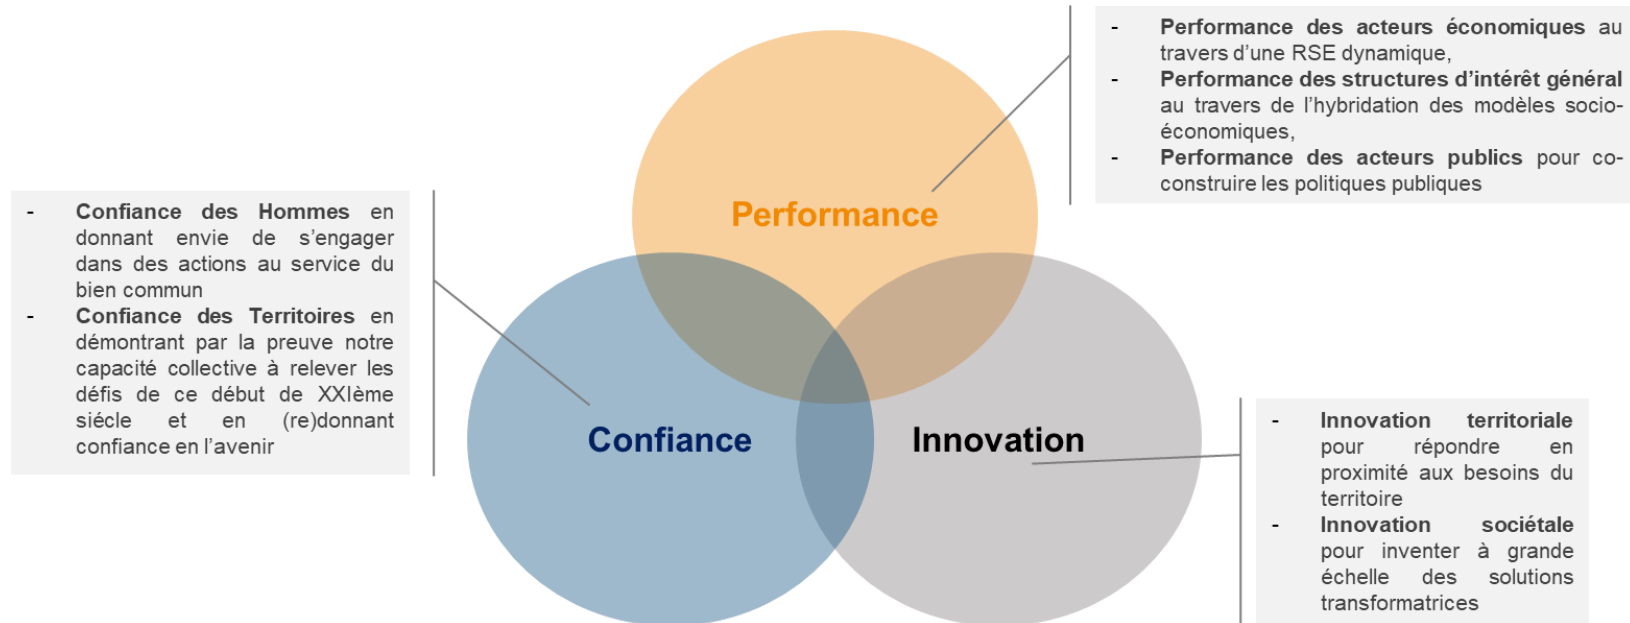 - Performance des acteurs économiques au
travers d'une RSE dynamique,
- Performance des structures d'intérêt général
au travers de l'hybridation des modèles socio-
économiques,
- Performance des acteurs publics pour co-
construire les politiques publiques
Performance
- Confiance des Hommes en
donnant envie de s'engager
dans des actions au service du
bien commun
- Confiance des Territoires en
démontrant par la preuve notre
capacité collective à relever les
défis de ce début de XXIème
siécle et en (re)donnant
confiance en l'avenir
Confiance
Innovation
- Innovation territoriale
pour répondre en
proximité aux besoins du
territoire
- Innovation sociétale
pour inventer à grande
échelle des solutions
transformatrices